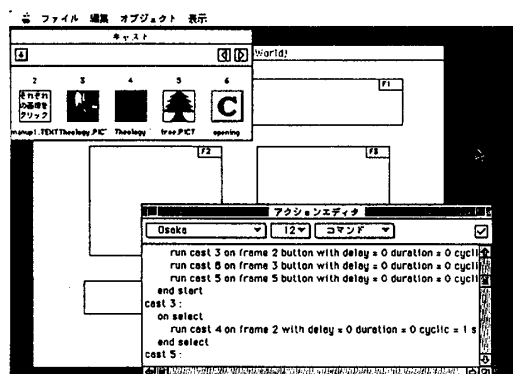 ファイル 編集 オブジェクト 表示
キャスト
World)
2 3 4 5 6
それぞれ
の画像を
クリック
C
manup1.TEXT Theology.PIC Theology tree.PICT opening
F1
F2
F3
アクションエディタ
Osaka 12 コマンド
run cast 3 on frame 2 button with delay = 0 duration = 0 cycli
run cast 6 on frame 3 button with delay = 0 duration = 0 cycli
run cast 5 on frame 5 button with delay = 0 duration = 0 cycli
end start
cast 3 :
on select
run cast 4 on frame 2 with delay = 0 duration = 0 cyclic = 1 s
end select
cast 5 :